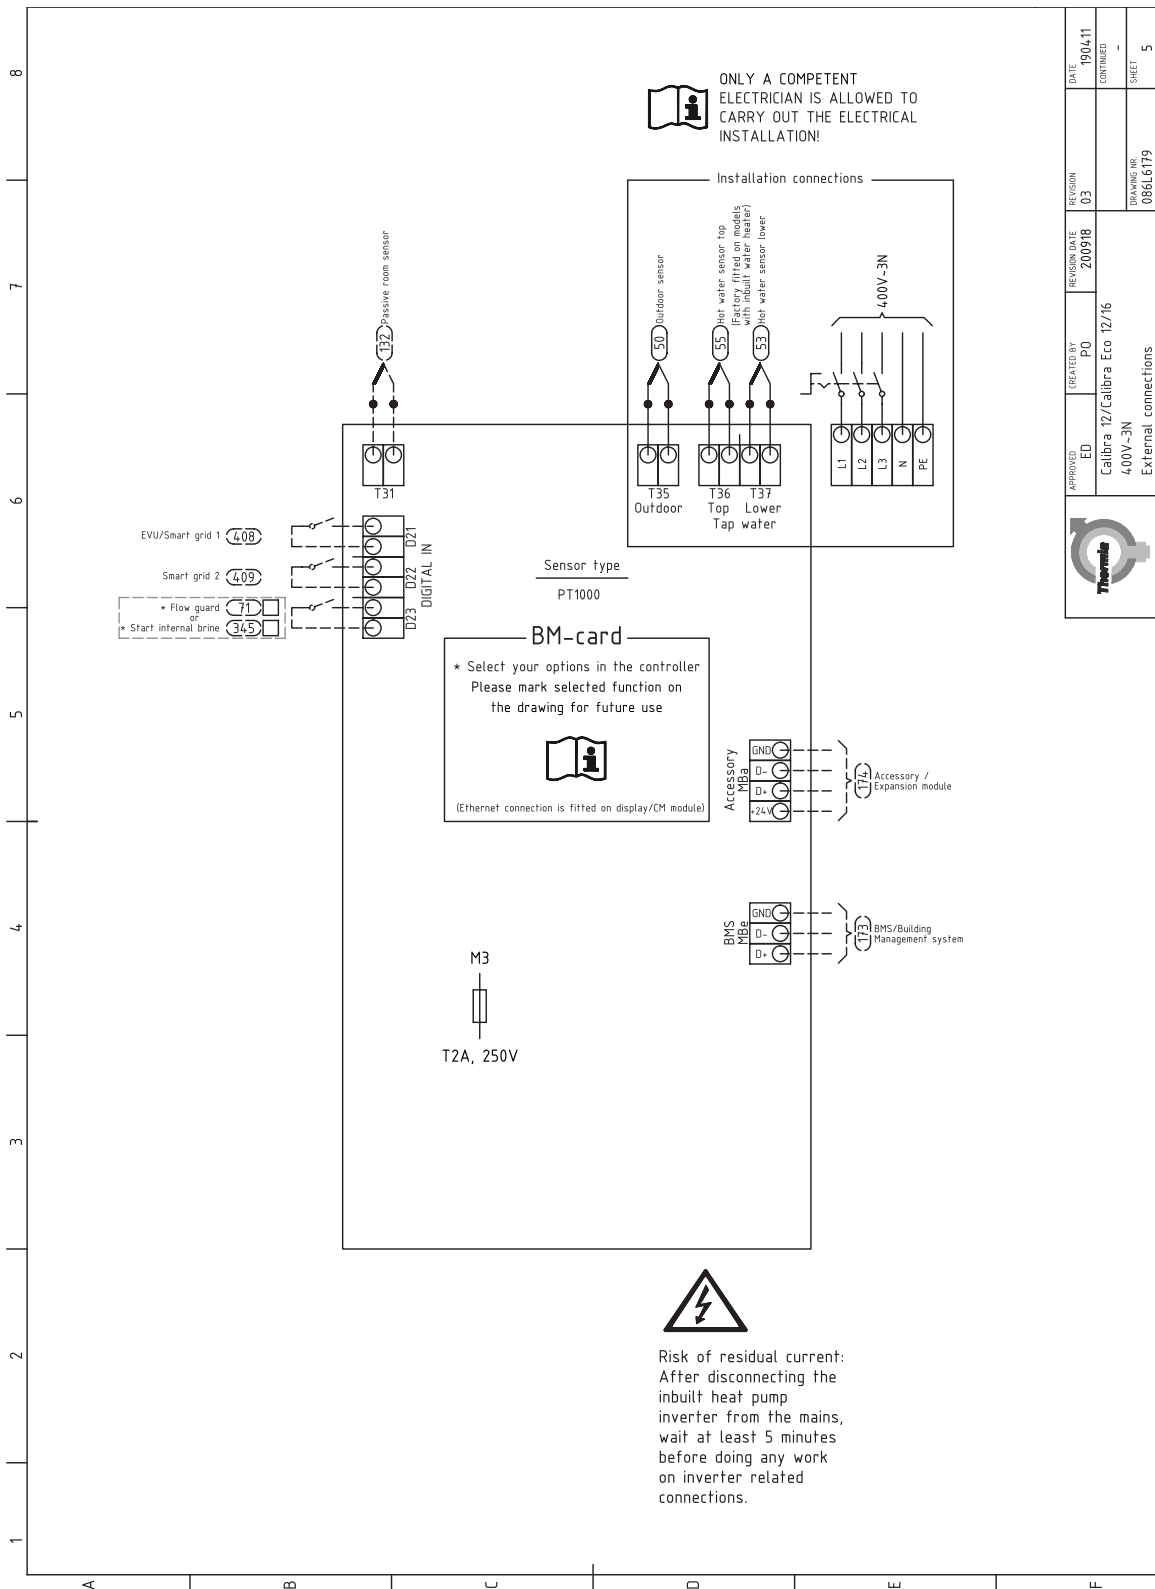 8
7
6
5
4
3
2
1
A
B
C
D
E
F
ONLY A COMPETENT
ELECTRICIAN IS ALLOWED TO
CARRY OUT THE ELECTRICAL
INSTALLATION!
Installation connections
132
Passive room sensor
50
Outdoor sensor
55
Hot water sensor top
(Factory fitted on models
with inbuilt water heater)
53
Hot water sensor lower
400V~3N
L1
L2
L3
N
PE
T31
T35
Outdoor
T36
Top
T37
Lower
Tap water
EVU/Smart grid 1
408
Smart grid 2
409
* Flow guard
71
or
* Start internal brine
345
D21
D22
D23
DIGITAL IN
Sensor type
PT1000
BM-card
* Select your options in the controller
Please mark selected function on
the drawing for future use
(Ethernet connection is fitted on display/CM module)
Accessory
MBa
GND
D-
D+
+24V
174
Accessory /
Expansion module
BMS
MBe
GND
D-
D+
173
BMS/Building
Management system
M3
T2A, 250V
Risk of residual current:
After disconnecting the
inbuilt heat pump
inverter from the mains,
wait at least 5 minutes
before doing any work
on inverter related
connections.
Thermia
APPROVED
ED
CREATED BY
PO
REVISION DATE
200918
REVISION
03
DATE
190411
Calibra 12/Calibra Eco 12/16
400V~3N
External connections
CONTINUED
-
DRAWING NR.
086L6179
SHEET
5